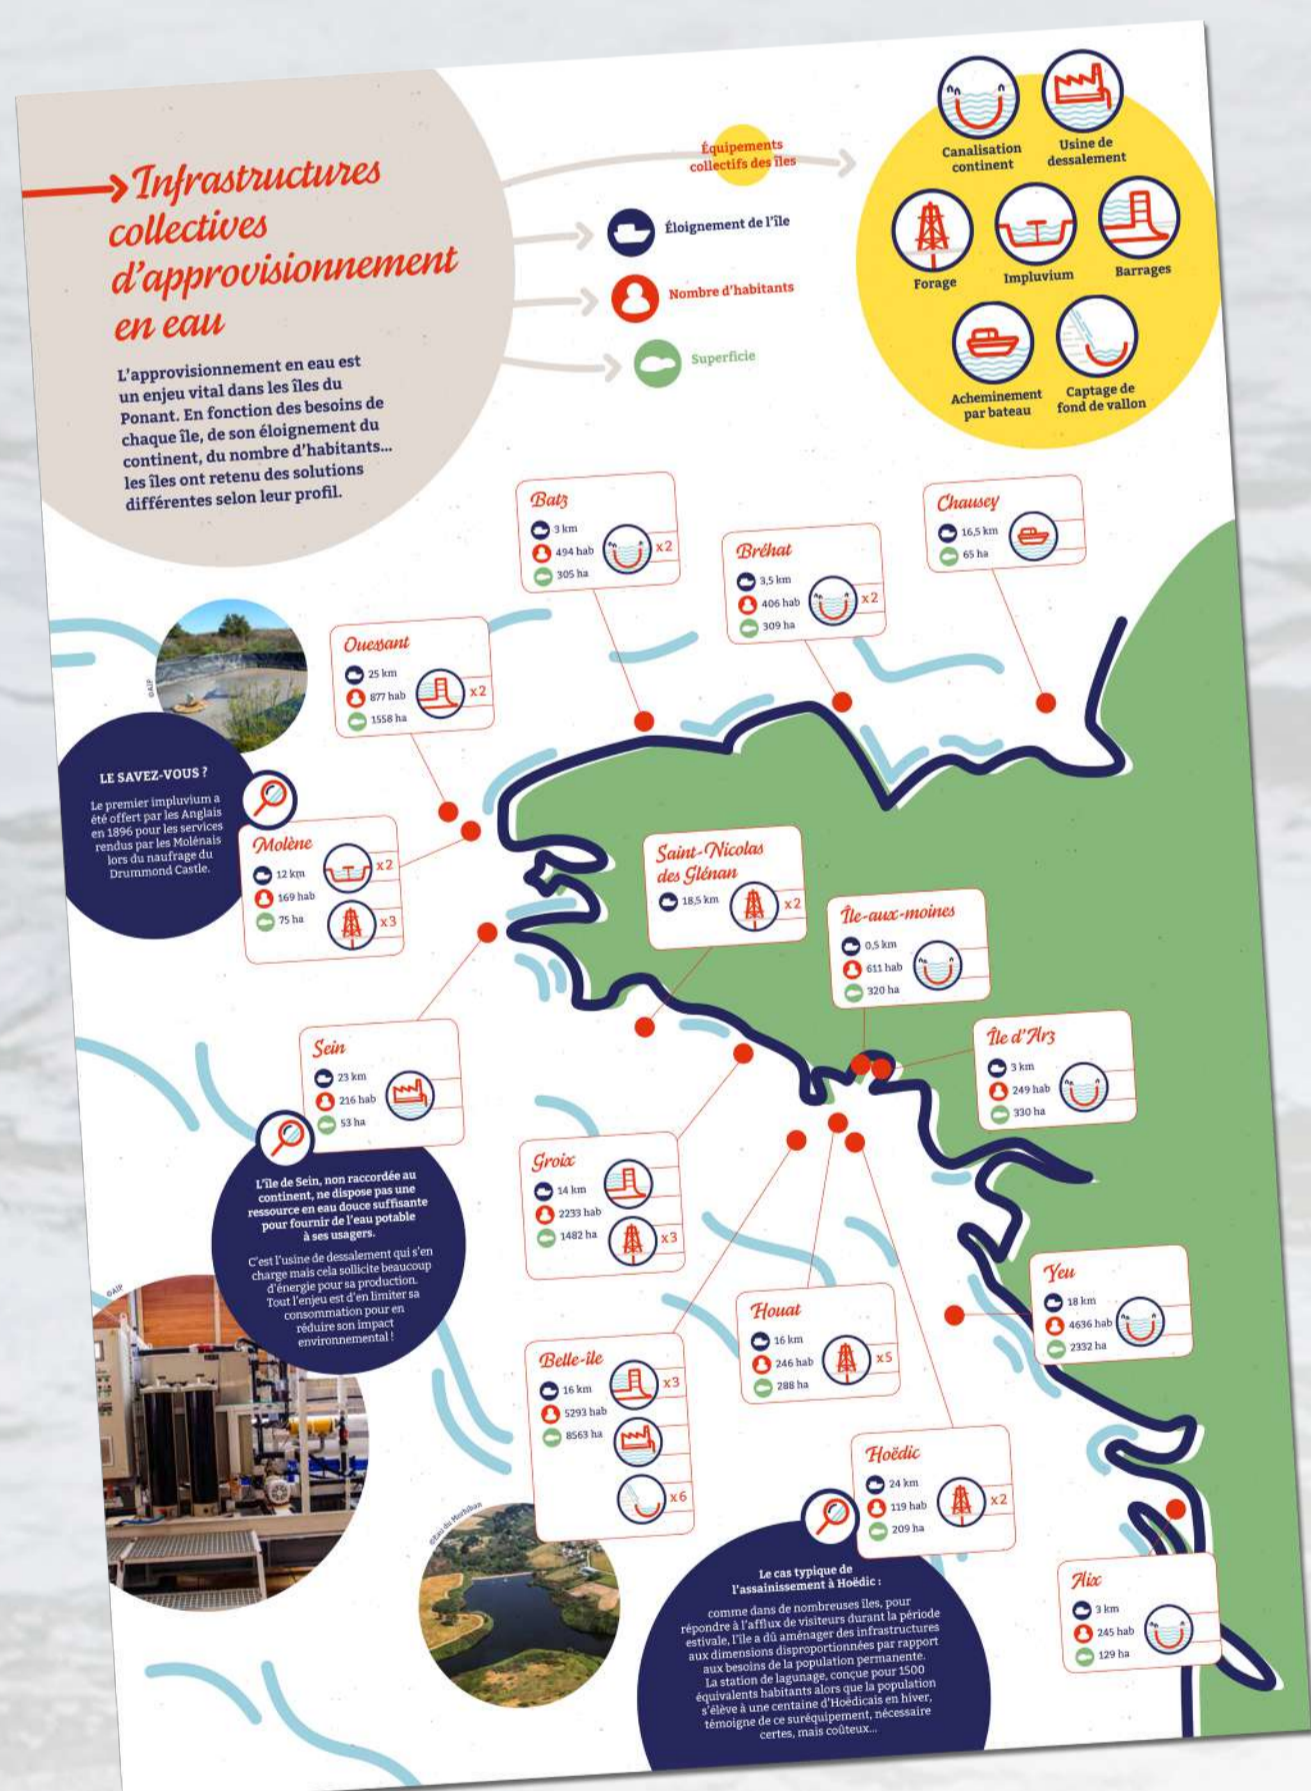 Infrastructures
collectives
d'approvisionnement
en eau
L'approvisionnement en eau est
un enjeu vital dans les îles du
Ponant. En fonction des besoins de
chaque île, de son éloignement du
continent, du nombre d'habitants...
les îles ont retenu des solutions
différentes selon leur profil.
Équipements
collectifs des îles
Éloignement de l'île
Nombre d'habitants
Superficie
Canalisation
continent
Usine de
dessalement
Forage
Impluvium
Barrages
Acheminement
par bateau
Captage de
fond de vallon
Batz
3 km
494 hab
305 ha
x2
Bréhat
3,5 km
406 hab
309 ha
x2
Chausey
16,5 km
65 ha
Ouessant
25 km
877 hab
1558 ha
x2
©AIP
LE SAVEZ-VOUS ?
Le premier impluvium a
été offert par les Anglais
en 1896 pour les services
rendus par les Molénais
lors du naufrage du
Drummond Castle.
Molène
12 km
169 hab
75 ha
x2
x3
Saint-Nicolas
des Glénan
18,5 km
x2
Île-aux-moines
0,5 km
611 hab
320 ha
Île d'Arz
3 km
249 hab
330 ha
Sein
23 km
216 hab
53 ha
L'île de Sein, non raccordée au
continent, ne dispose pas une
ressource en eau douce suffisante
pour fournir de l'eau potable
à ses usagers.
C'est l'usine de dessalement qui s'en
charge mais cela sollicite beaucoup
d'énergie pour sa production.
Tout l'enjeu est d'en limiter sa
consommation pour en
réduire son impact
environnemental !
©AIP
Groix
14 km
2233 hab
1482 ha
x3
Belle-île
16 km
5293 hab
8563 ha
x3
x6
Houat
16 km
246 hab
288 ha
x5
Yeu
18 km
4636 hab
2332 ha
Hoëdic
24 km
119 hab
209 ha
x2
©Eau du Morbihan
Le cas typique de
l'assainissement à Hoëdic :
comme dans de nombreuses îles, pour
répondre à l'afflux de visiteurs durant la période
estivale, l'île a dû aménager des infrastructures
aux dimensions disproportionnées par rapport
aux besoins de la population permanente.
La station de lagunage, conçue pour 1500
équivalents habitants alors que la population
s'élève à une centaine d'Hoëdicais en hiver,
témoigne de ce suréquipement, nécessaire
certes, mais coûteux...
Aix
3 km
245 hab
129 ha